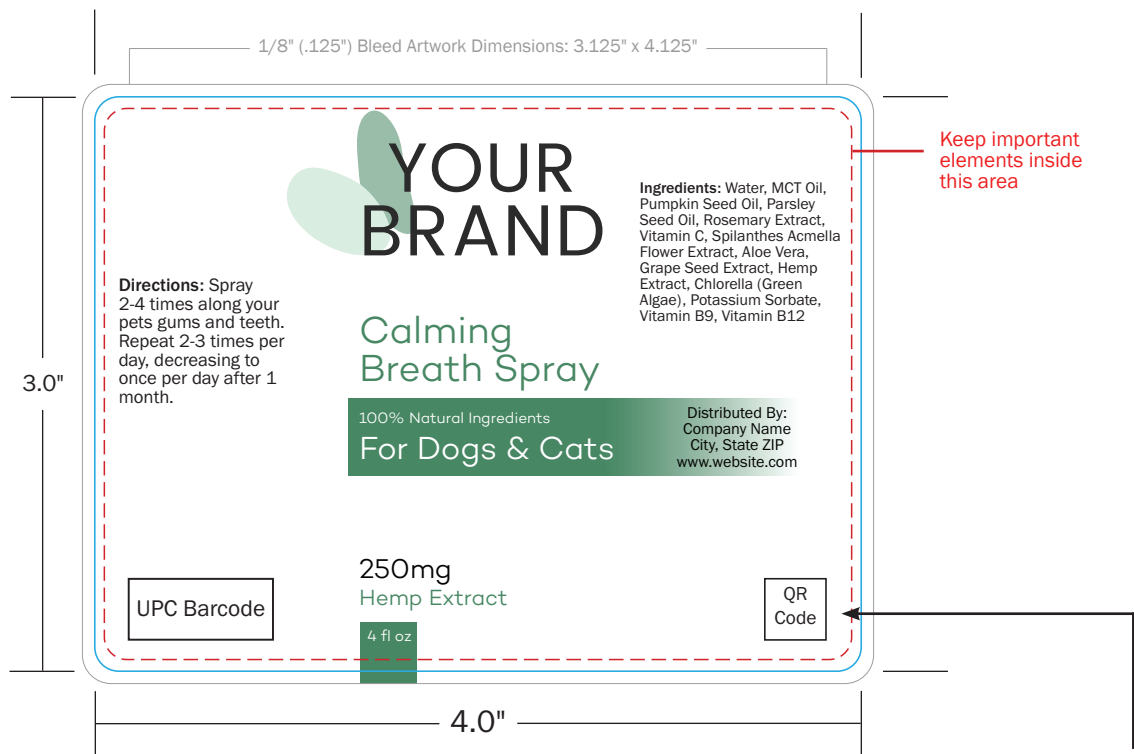 1/8" (.125") Bleed Artwork Dimensions: 3.125" x 4.125"
Keep important
elements inside
this area
YOUR
BRAND
Ingredients: Water, MCT Oil,
Pumpkin Seed Oil, Parsley
Seed Oil, Rosemary Extract,
Vitamin C, Spilanthes Acmella
Flower Extract, Aloe Vera,
Grape Seed Extract, Hemp
Extract, Chlorella (Green
Algae), Potassium Sorbate,
Vitamin B9, Vitamin B12
Directions: Spray
2-4 times along your
pets gums and teeth.
Repeat 2-3 times per
day, decreasing to
once per day after 1
month.
Calming
Breath Spray
3.0"
100% Natural Ingredients
For Dogs & Cats
Distributed By:
Company Name
City, State ZIP
www.website.com
250mg
Hemp Extract
UPC Barcode
QR
Code
4 fl oz
4.0"